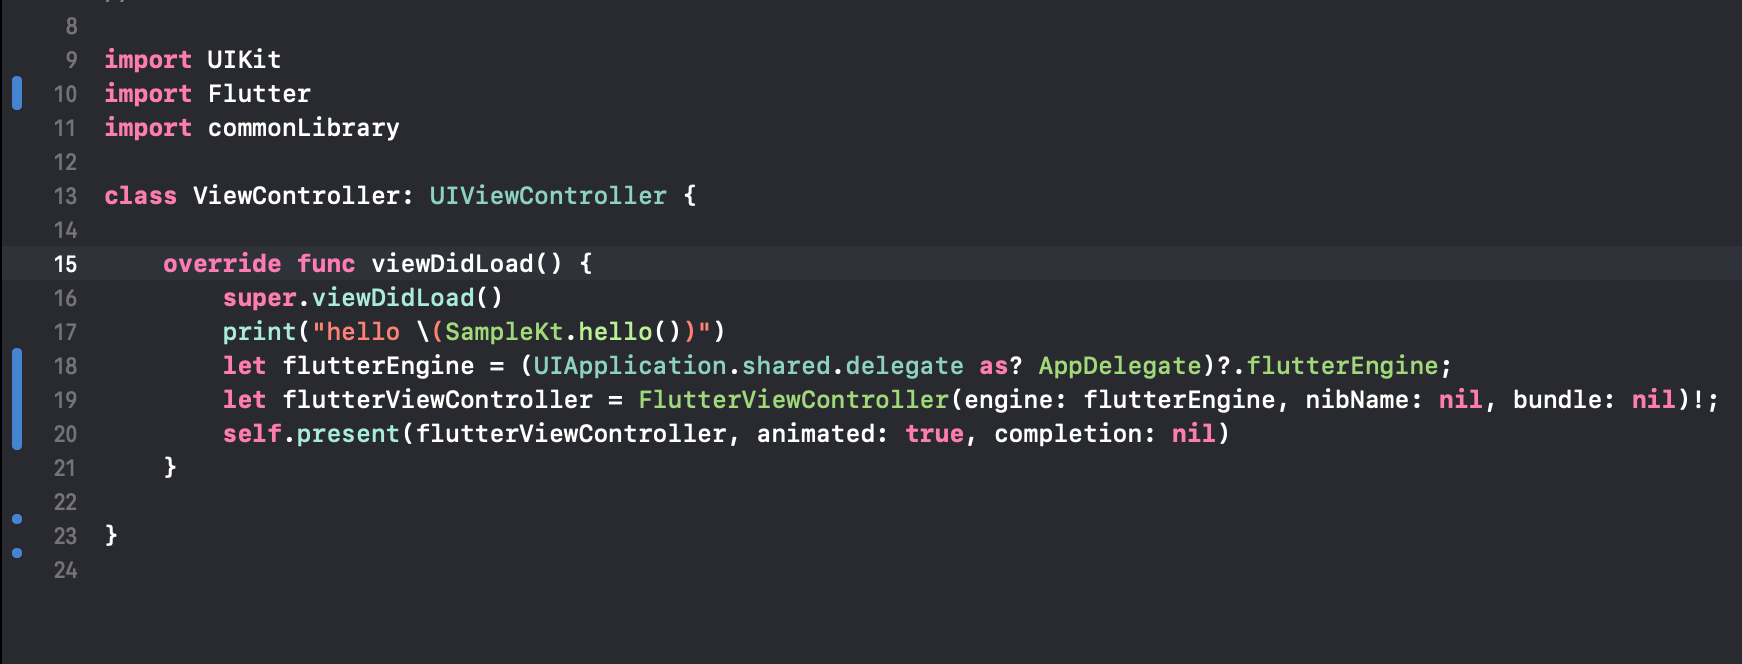 8
9 import UIKit
10 import Flutter
11 import commonLibrary
12
13 class ViewController: UIViewController {
14
15 override func viewDidLoad() {
16 super.viewDidLoad()
17 print("hello \(SampleKt.hello())")
18 let flutterEngine = (UIApplication.shared.delegate as? AppDelegate)?.flutterEngine;
19 let flutterViewController = FlutterViewController(engine: flutterEngine, nibName: nil, bundle: nil)!;
20 self.present(flutterViewController, animated: true, completion: nil)
21 }
22
23 }
24